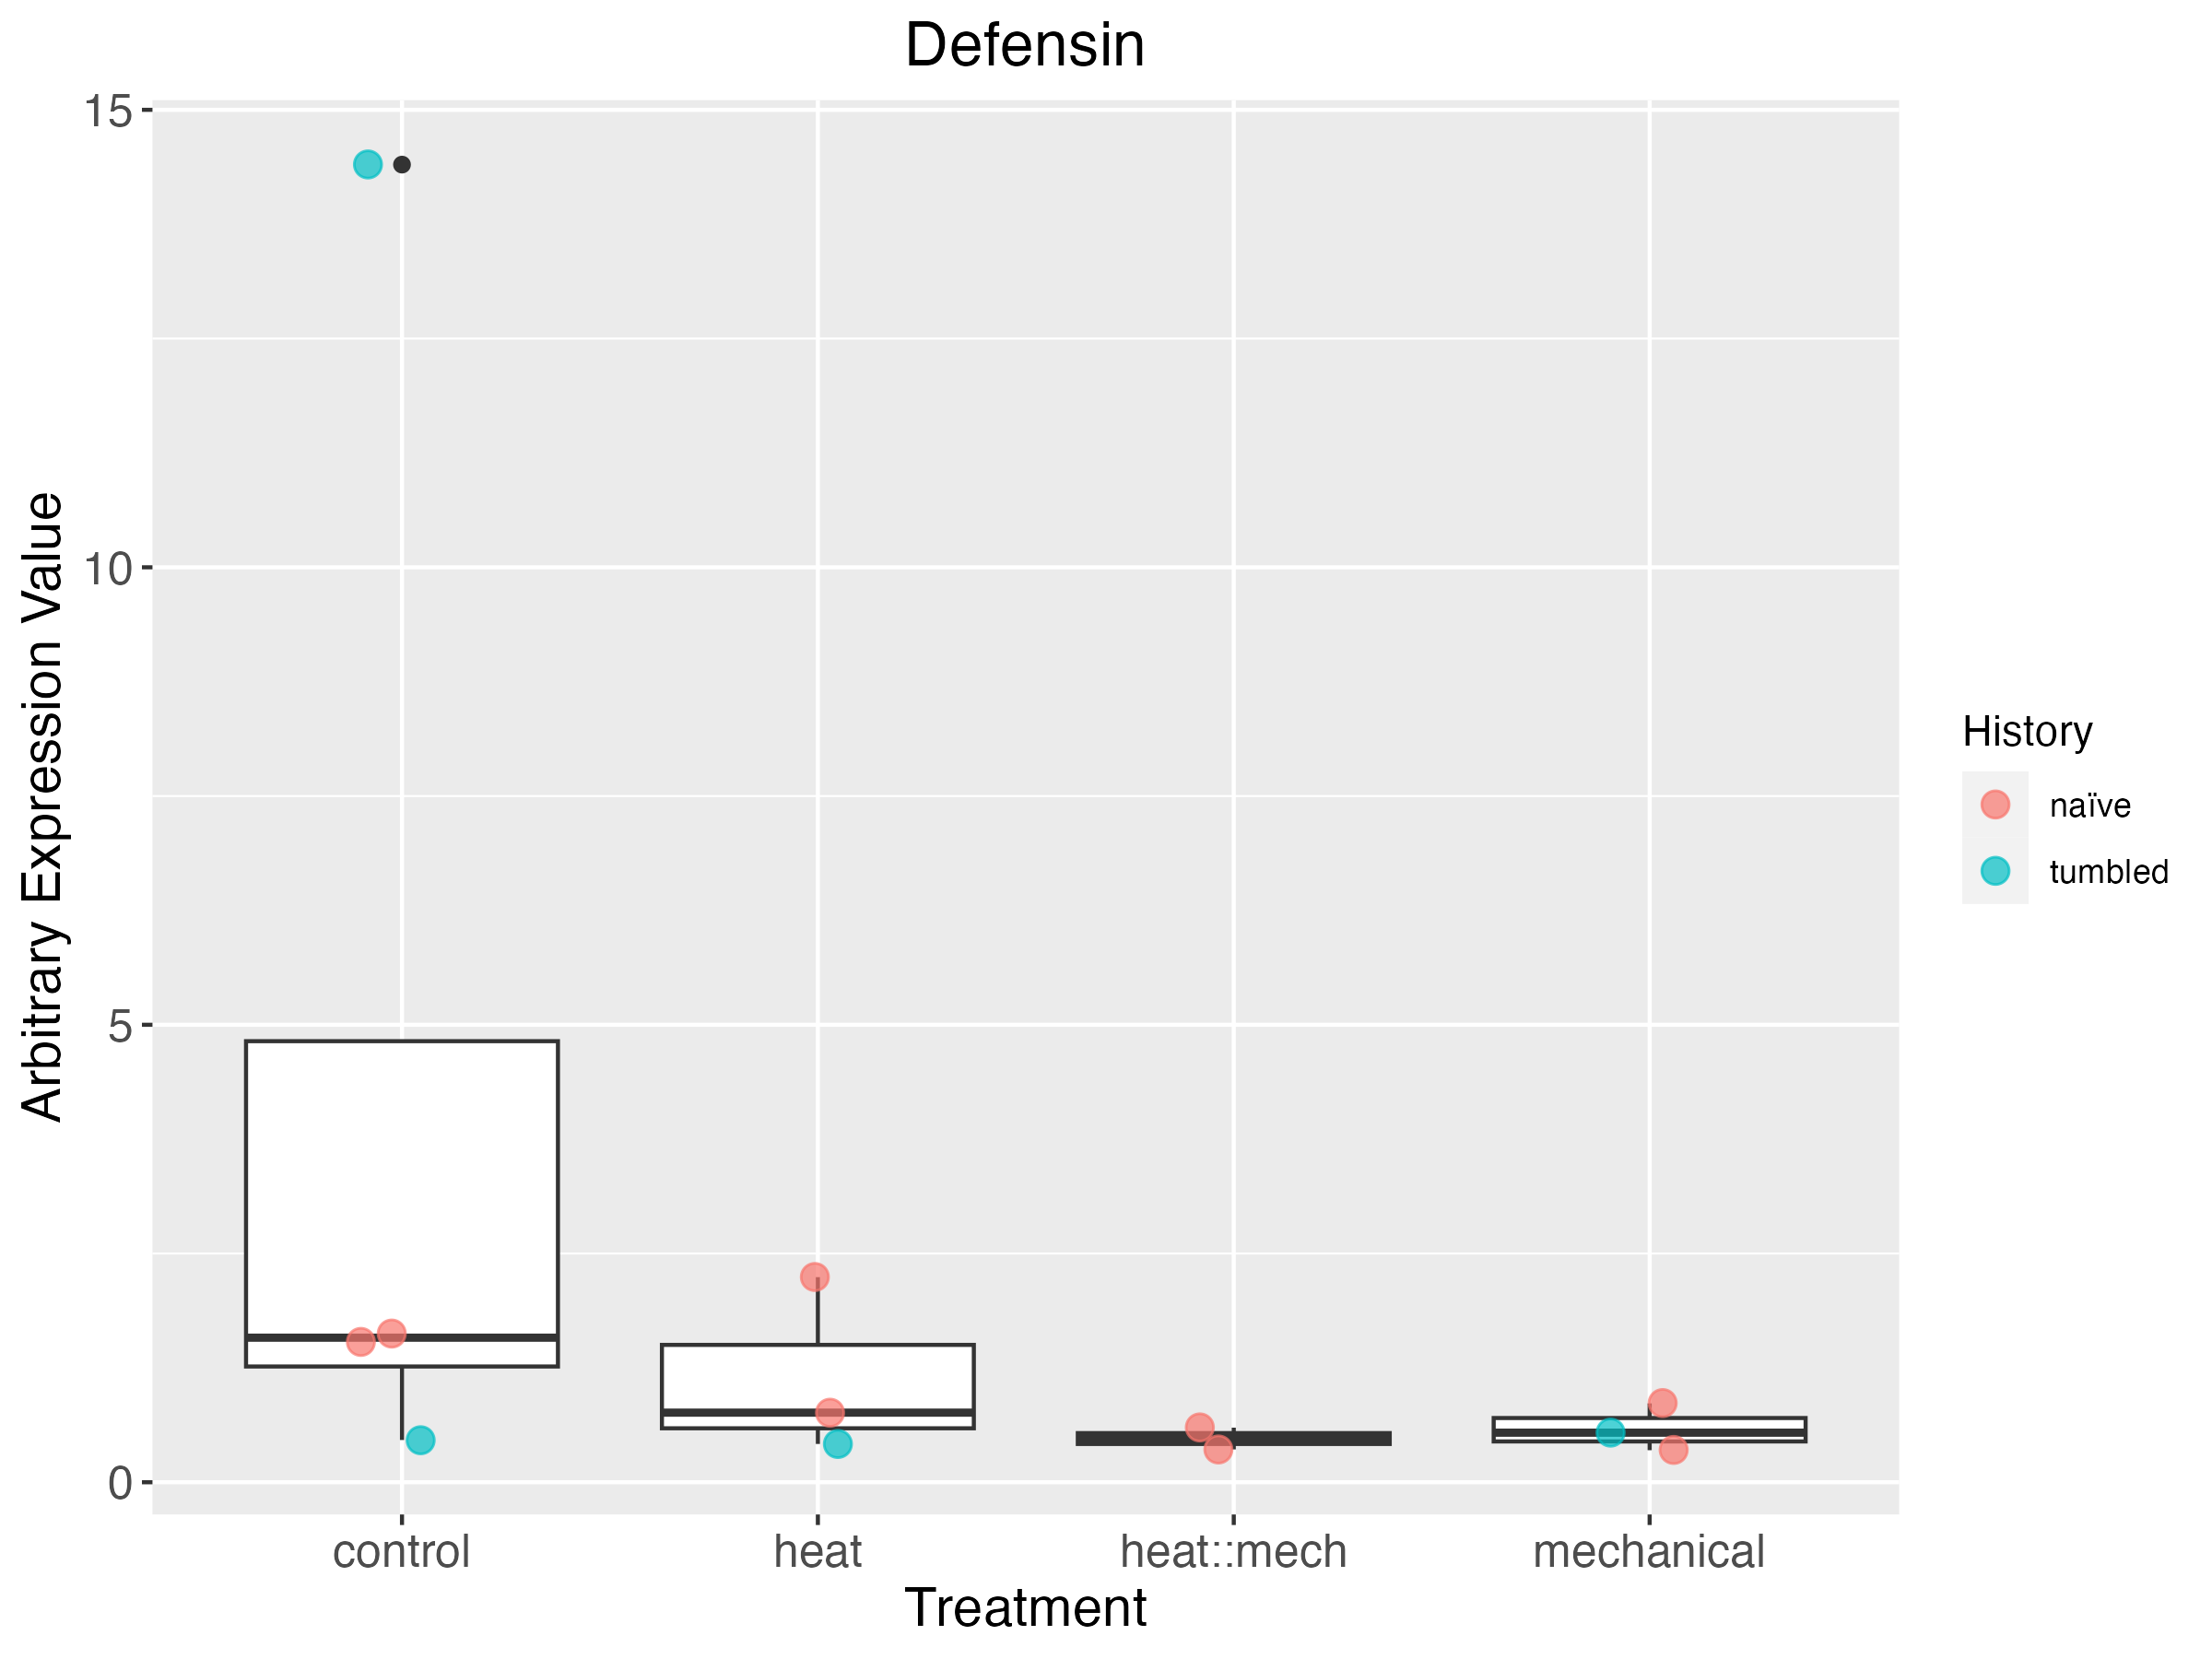 Defensin
Arbitrary Expression Value
15
10
5
0
control
heat
heat::mech
mechanical
Treatment
History
naïve
tumbled